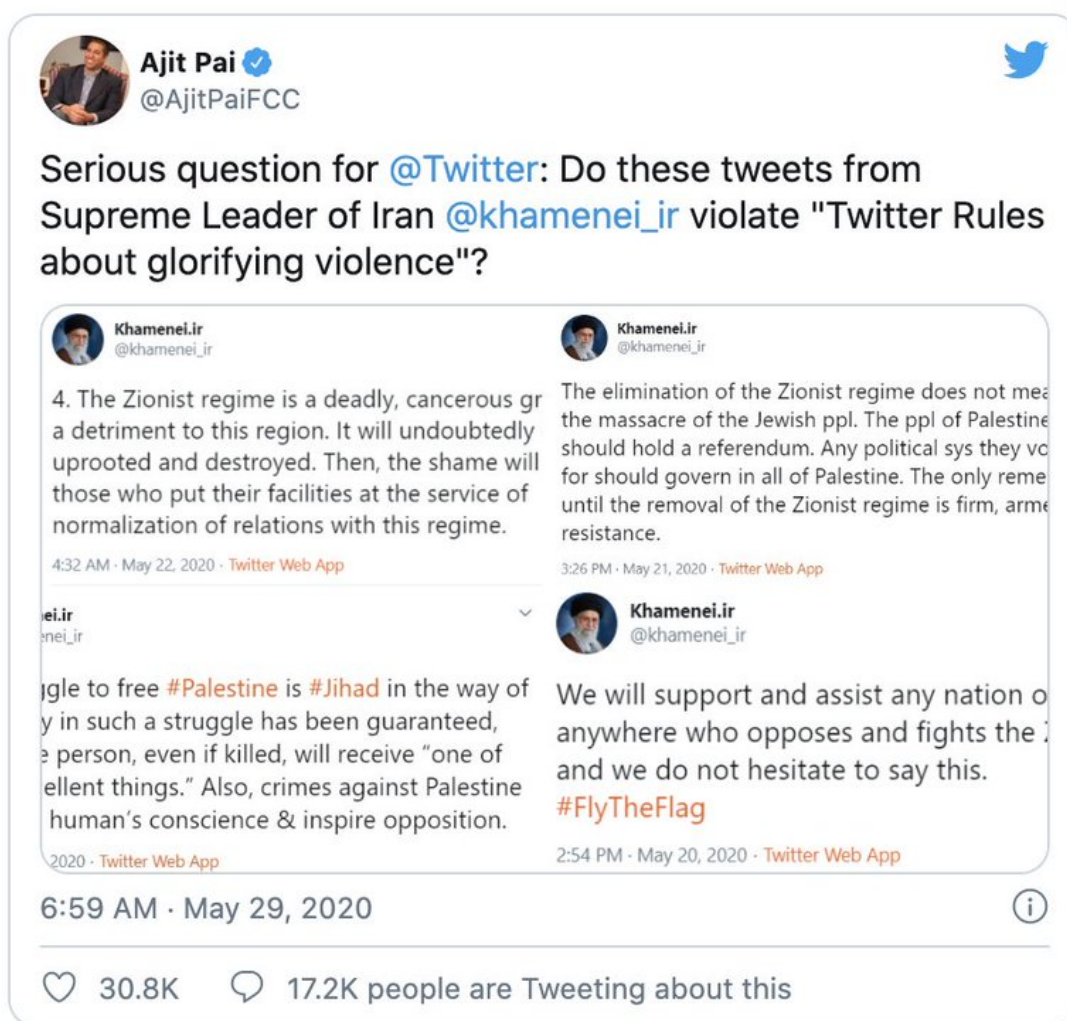 Ajit Pai
@AjitPaiFCC
Serious question for @Twitter: Do these tweets from
Supreme Leader of Iran @khamenei_ir violate "Twitter Rules
about glorifying violence"?
Khamenei.ir
@khamenei_ir
4. The Zionist regime is a deadly, cancerous gr
a detriment to this region. It will undoubtedly
uprooted and destroyed. Then, the shame will
those who put their facilities at the service of
normalization of relations with this regime.
4:32 AM · May 22, 2020 · Twitter Web App
Khamenei.ir
@khamenei_ir
The elimination of the Zionist regime does not mea
the massacre of the Jewish ppl. The ppl of Palestine
should hold a referendum. Any political sys they vo
for should govern in all of Palestine. The only reme
until the removal of the Zionist regime is firm, arme
resistance.
3:26 PM · May 21, 2020 · Twitter Web App
ei.ir
enei_ir
ggle to free #Palestine is #Jihad in the way of
y in such a struggle has been guaranteed,
e person, even if killed, will receive “one of
ellent things.” Also, crimes against Palestine
human’s conscience & inspire opposition.
2020 · Twitter Web App
Khamenei.ir
@khamenei_ir
We will support and assist any nation o
anywhere who opposes and fights the
and we do not hesitate to say this.
#FlyTheFlag
2:54 PM · May 20, 2020 · Twitter Web App
6:59 AM · May 29, 2020
30.8K
17.2K people are Tweeting about this